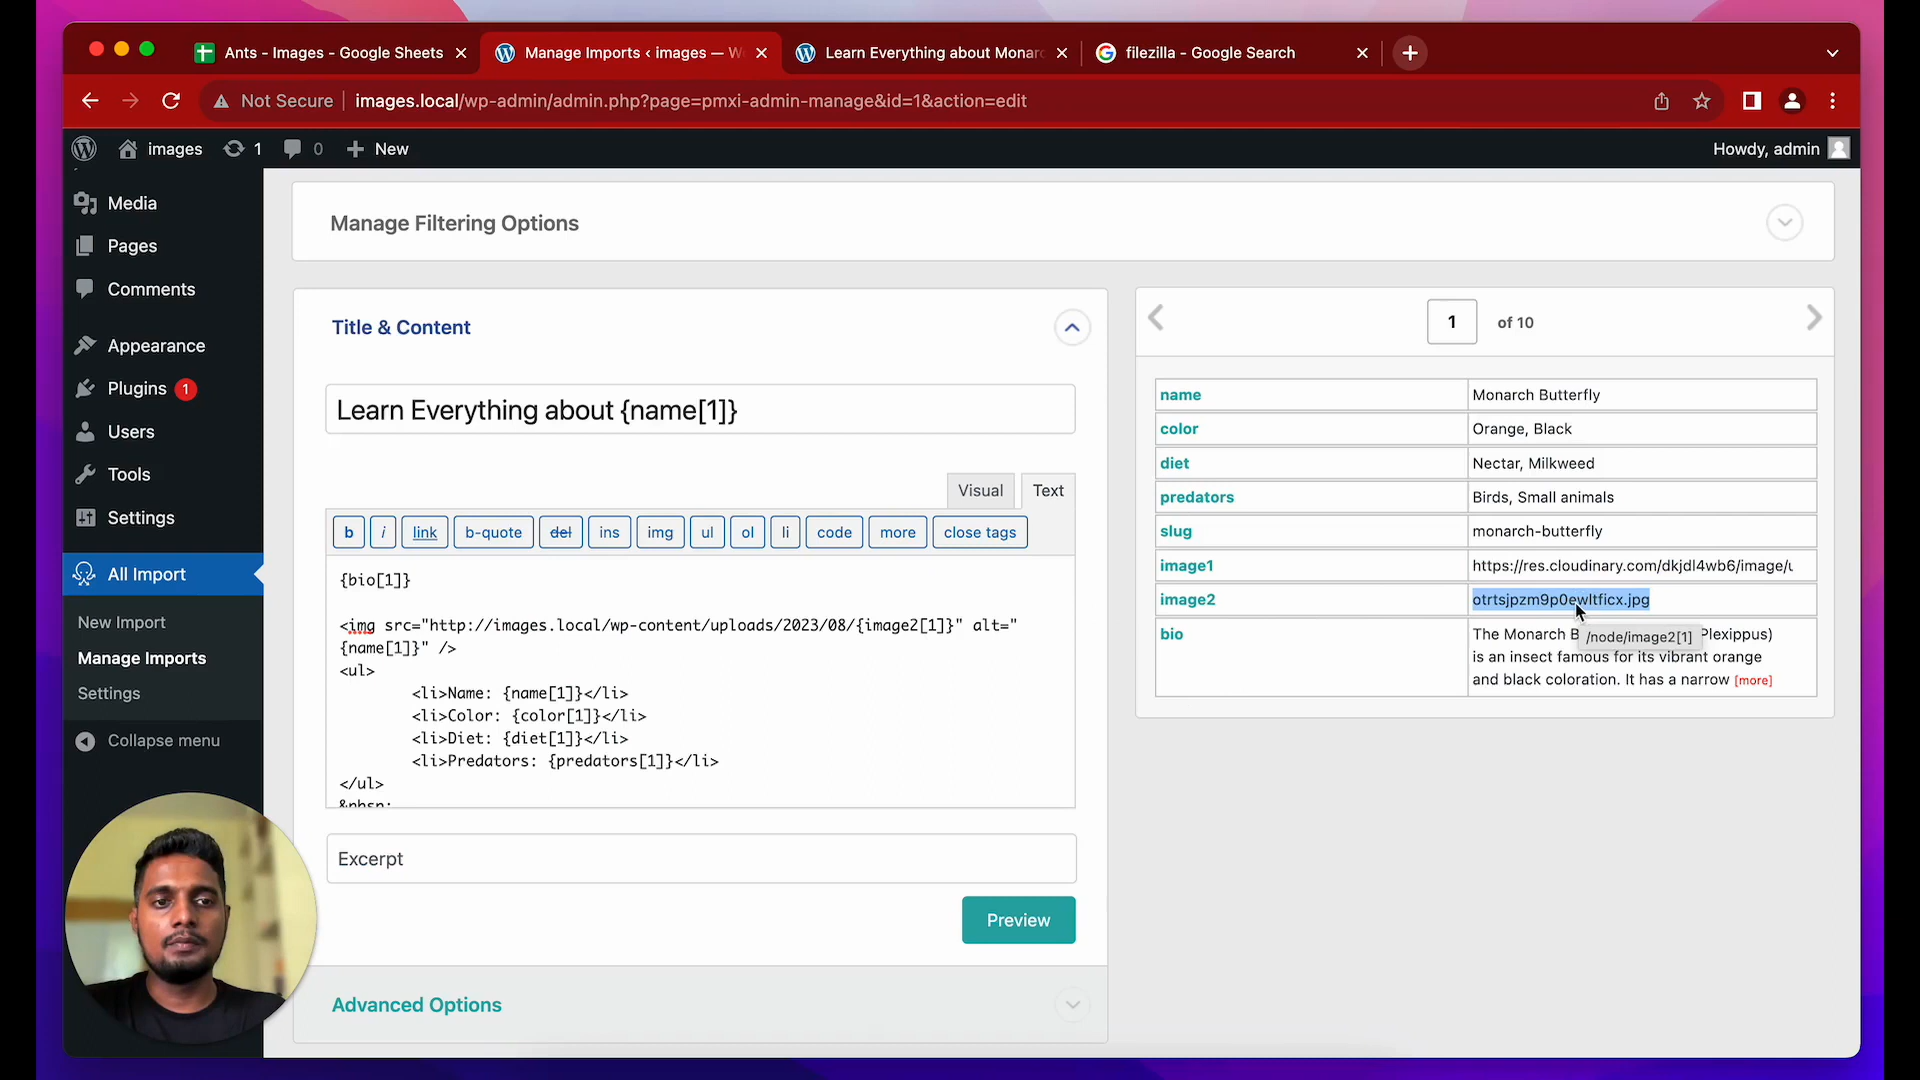 Ants - Images - Google Sheets
Manage Imports ‹ images — W
Learn Everything about Monarc
filezilla - Google Search
Not Secure
images.local/wp-admin/admin.php?page=pmxi-admin-manage&id=1&action=edit
images
1
0
New
Howdy, admin
Media
Pages
Comments
Appearance
Plugins 1
Users
Tools
Settings
All Import
New Import
Manage Imports
Settings
Collapse menu
Manage Filtering Options
Title & Content
Learn Everything about {name[1]}
Visual Text
b i link b-quote del ins img ul ol li code more close tags
{bio[1]}
<img src="http://images.local/wp-content/uploads/2023/08/{image2[1]}" alt="
{name[1]}" />
<ul>
<li>Name: {name[1]}</li>
<li>Color: {color[1]}</li>
<li>Diet: {diet[1]}</li>
<li>Predators: {predators[1]}</li>
</ul>
&nbsp;
Excerpt
Preview
Advanced Options
1 of 10
name Monarch Butterfly
color Orange, Black
diet Nectar, Milkweed
predators Birds, Small animals
slug monarch-butterfly
image1 https://res.cloudinary.com/dkjdl4wb6/image/u
image2 otrtsjpzm9p0ewltficx.jpg
/node/image2[1]
bio The Monarch B Plexippus)
is an insect famous for its vibrant orange
and black coloration. It has a narrow [more]